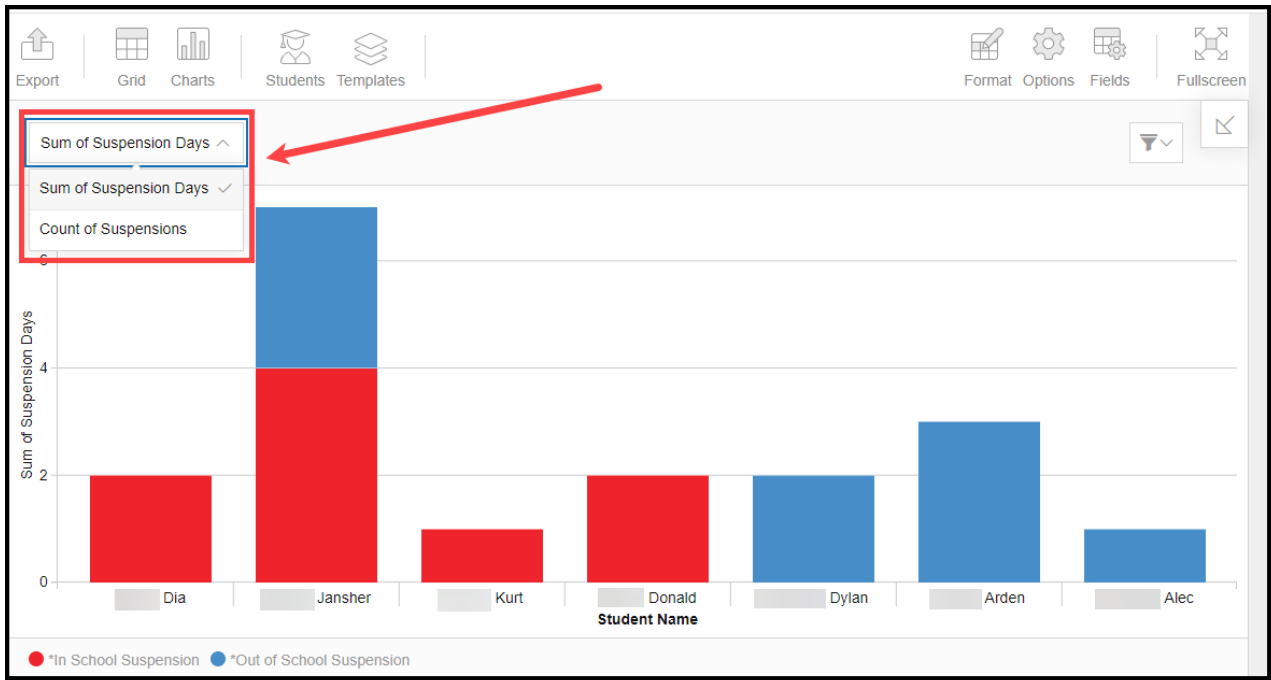 Export Grid Charts Students Templates Format Options Fields Fullscreen
Sum of Suspension Days
Sum of Suspension Days
Count of Suspensions
6
4
2
0
Sum of Suspension Days
Dia Jansher Kurt Donald Dylan Arden Alec
Student Name
*In School Suspension *Out of School Suspension